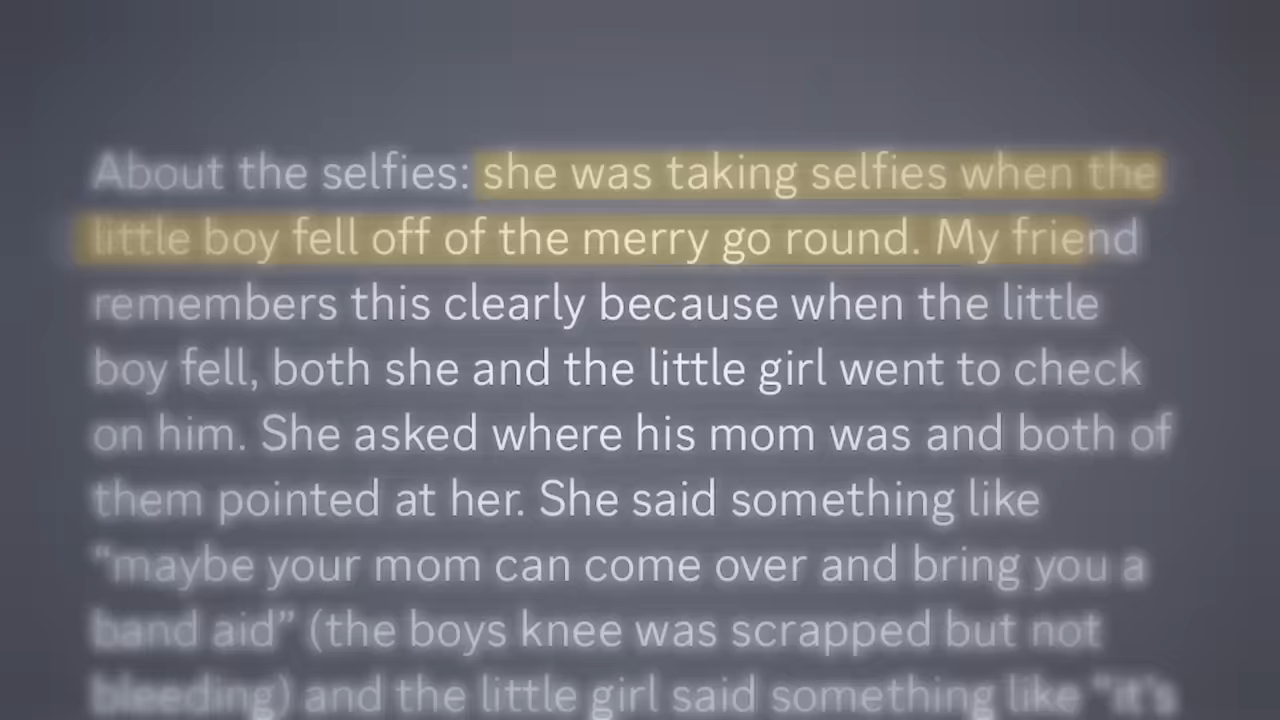 About the selfies: she was taking selfies when the
little boy fell off of the merry go round. My friend
remembers this clearly because when the little
boy fell, both she and the little girl went to check
on him. She asked where his mom was and both of
them pointed at her. She said something like
“maybe your mom can come over and bring you a
band aid” (the boys knee was scrapped but not
bleeding) and the little girl said something like “it’s